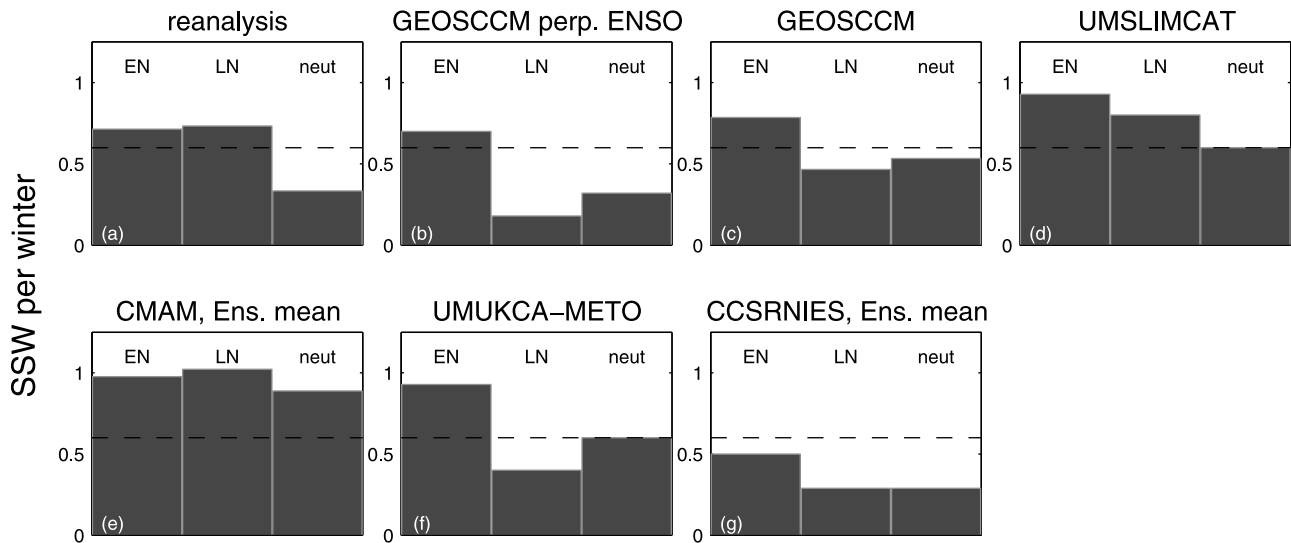 reanalysis
GEOSCCM perp. ENSO
GEOSCCM
UMSLIMCAT
SSW per winter
EN LN neut
1
0.5
0
(a)
EN LN neut
1
0.5
0
(b)
EN LN neut
1
0.5
0
(c)
EN LN neut
1
0.5
0
(d)
CMAM, Ens. mean
UMUKCA−METO
CCSRNIES, Ens. mean
EN LN neut
1
0.5
0
(e)
EN LN neut
1
0.5
0
(f)
EN LN neut
1
0.5
0
(g)